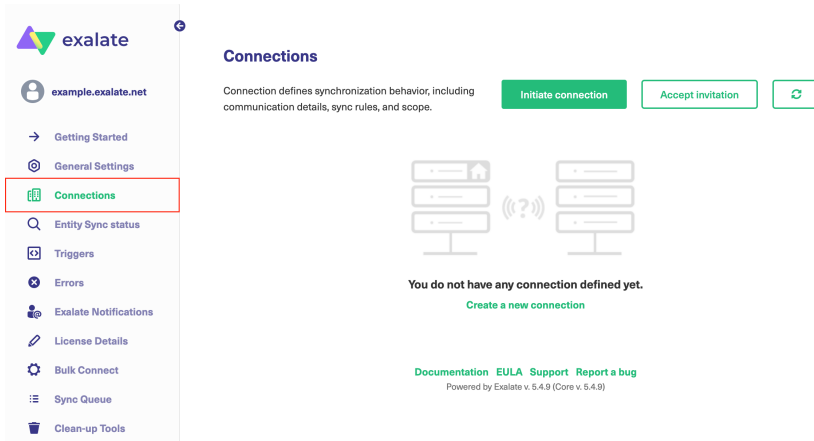 exalate
example.exalate.net
Getting Started
General Settings
Connections
Entity Sync status
Triggers
Errors
Exalate Notifications
License Details
Bulk Connect
Sync Queue
Clean-up Tools
Connections
Connection defines synchronization behavior, including
communication details, sync rules, and scope.
Initiate connection
Accept invitation
((( ? )))
You do not have any connection defined yet.
Create a new connection
Documentation EULA Support Report a bug
Powered by Exalate v. 5.4.9 (Core v. 5.4.9)